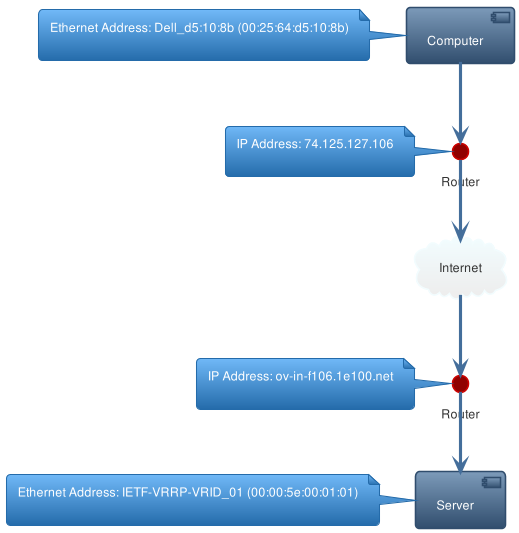 Ethernet Address: Dell_d5:10:8b (00:25:64:d5:10:8b)
Computer
IP Address: 74.125.127.106
Router
Internet
IP Address: ov-in-f106.1e100.net
Router
Ethernet Address: IETF-VRRP-VRID_01 (00:00:5e:00:01:01)
Server